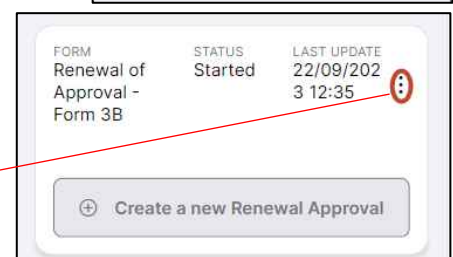 FORM STATUS LAST UPDATE
Renewal of Started 22/09/202
Approval - 3 12:35
Form 3B
Create a new Renewal Approval